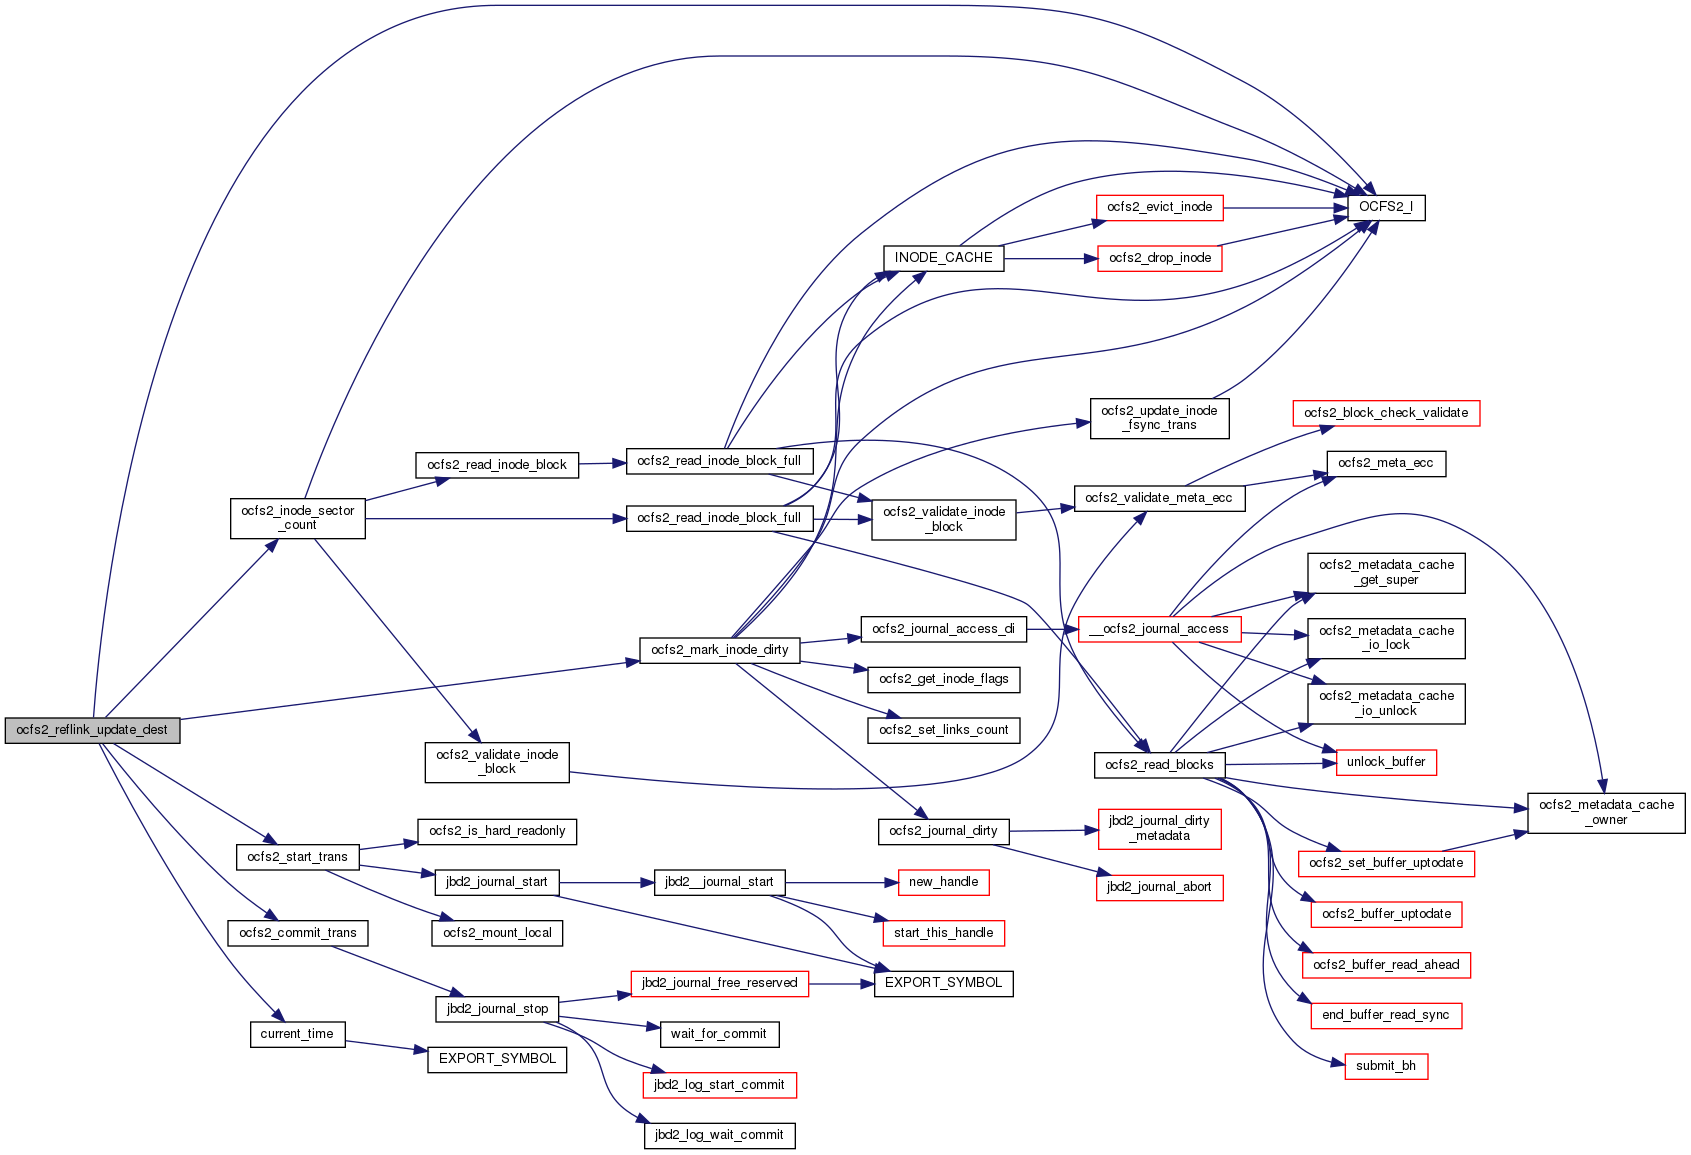 ocfs2_reflink_update_dest
ocfs2_inode_sector
_count
ocfs2_start_trans
ocfs2_commit_trans
current_time
ocfs2_read_inode_block
ocfs2_validate_inode
_block
ocfs2_is_hard_readonly
jbd2_journal_start
ocfs2_mount_local
jbd2_journal_stop
EXPORT_SYMBOL
ocfs2_read_inode_block_full
ocfs2_read_inode_block_full
ocfs2_mark_inode_dirty
jbd2__journal_start
jbd2_journal_free_reserved
wait_for_commit
jbd2_log_start_commit
jbd2_log_wait_commit
INODE_CACHE
ocfs2_validate_inode
_block
ocfs2_journal_access_di
ocfs2_get_inode_flags
ocfs2_set_links_count
ocfs2_journal_dirty
new_handle
start_this_handle
EXPORT_SYMBOL
ocfs2_evict_inode
ocfs2_drop_inode
ocfs2_update_inode
_fsync_trans
ocfs2_validate_meta_ecc
__ocfs2_journal_access
ocfs2_read_blocks
jbd2_journal_dirty
_metadata
jbd2_journal_abort
OCFS2_I
ocfs2_block_check_validate
ocfs2_meta_ecc
ocfs2_metadata_cache
_get_super
ocfs2_metadata_cache
_io_lock
ocfs2_metadata_cache
_io_unlock
unlock_buffer
ocfs2_set_buffer_uptodate
ocfs2_buffer_uptodate
ocfs2_buffer_read_ahead
end_buffer_read_sync
submit_bh
ocfs2_metadata_cache
_owner